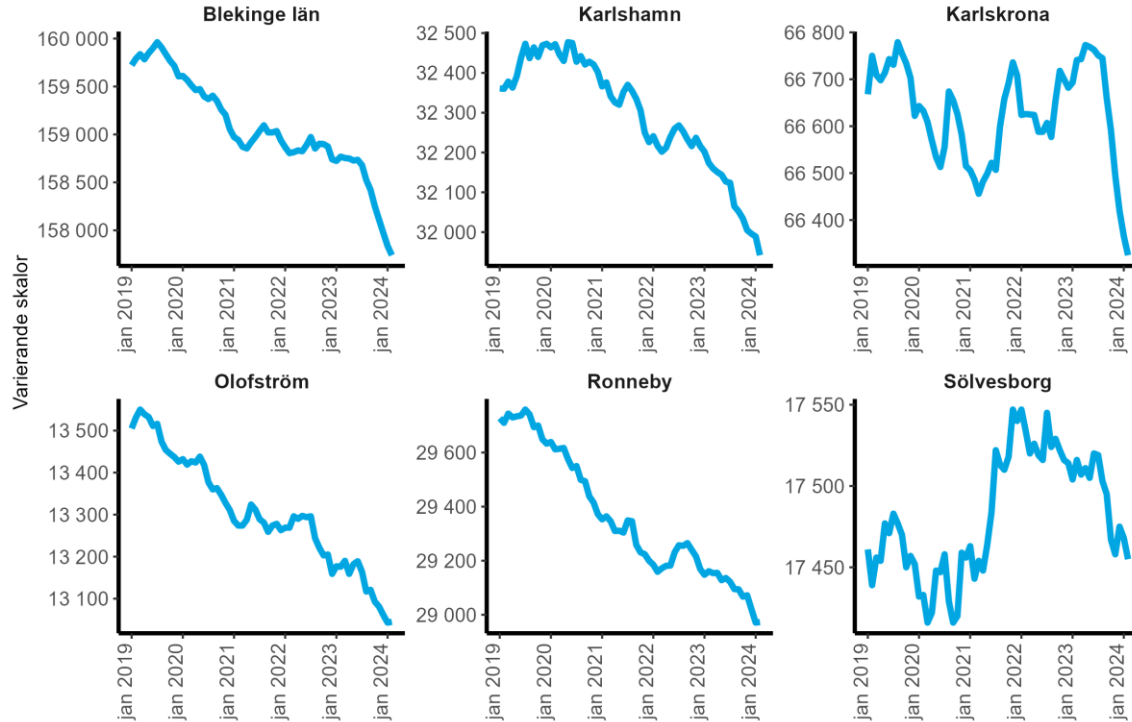 Blekinge län
Karlshamn
Karlskrona
160 000
159 500
159 000
158 500
158 000
32 500
32 400
32 300
32 200
32 100
32 000
66 800
66 700
66 600
66 500
66 400
jan 2019
jan 2020
jan 2021
jan 2022
jan 2023
jan 2024
jan 2019
jan 2020
jan 2021
jan 2022
jan 2023
jan 2024
jan 2019
jan 2020
jan 2021
jan 2022
jan 2023
jan 2024
Varierande skalor
Olofström
Ronneby
Sölvesborg
13 500
13 400
13 300
13 200
13 100
29 600
29 400
29 200
29 000
17 550
17 500
17 450
jan 2019
jan 2020
jan 2021
jan 2022
jan 2023
jan 2024
jan 2019
jan 2020
jan 2021
jan 2022
jan 2023
jan 2024
jan 2019
jan 2020
jan 2021
jan 2022
jan 2023
jan 2024